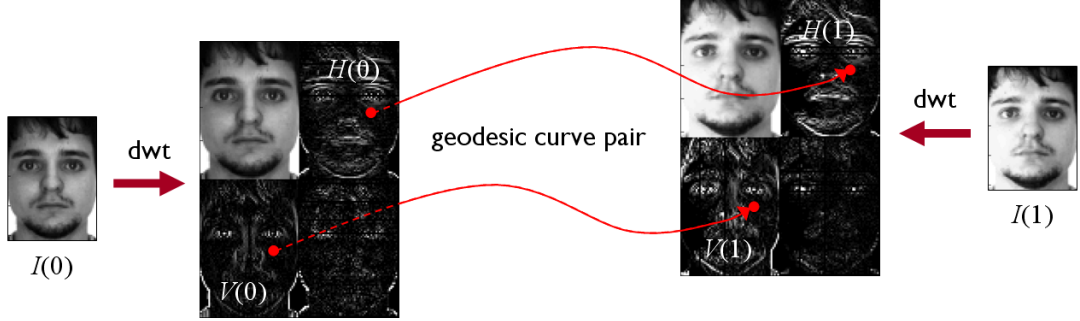 H(1)
H(0)
dwt
geodesic curve pair
dwt
I(0)
V(0)
V(1)
I(1)